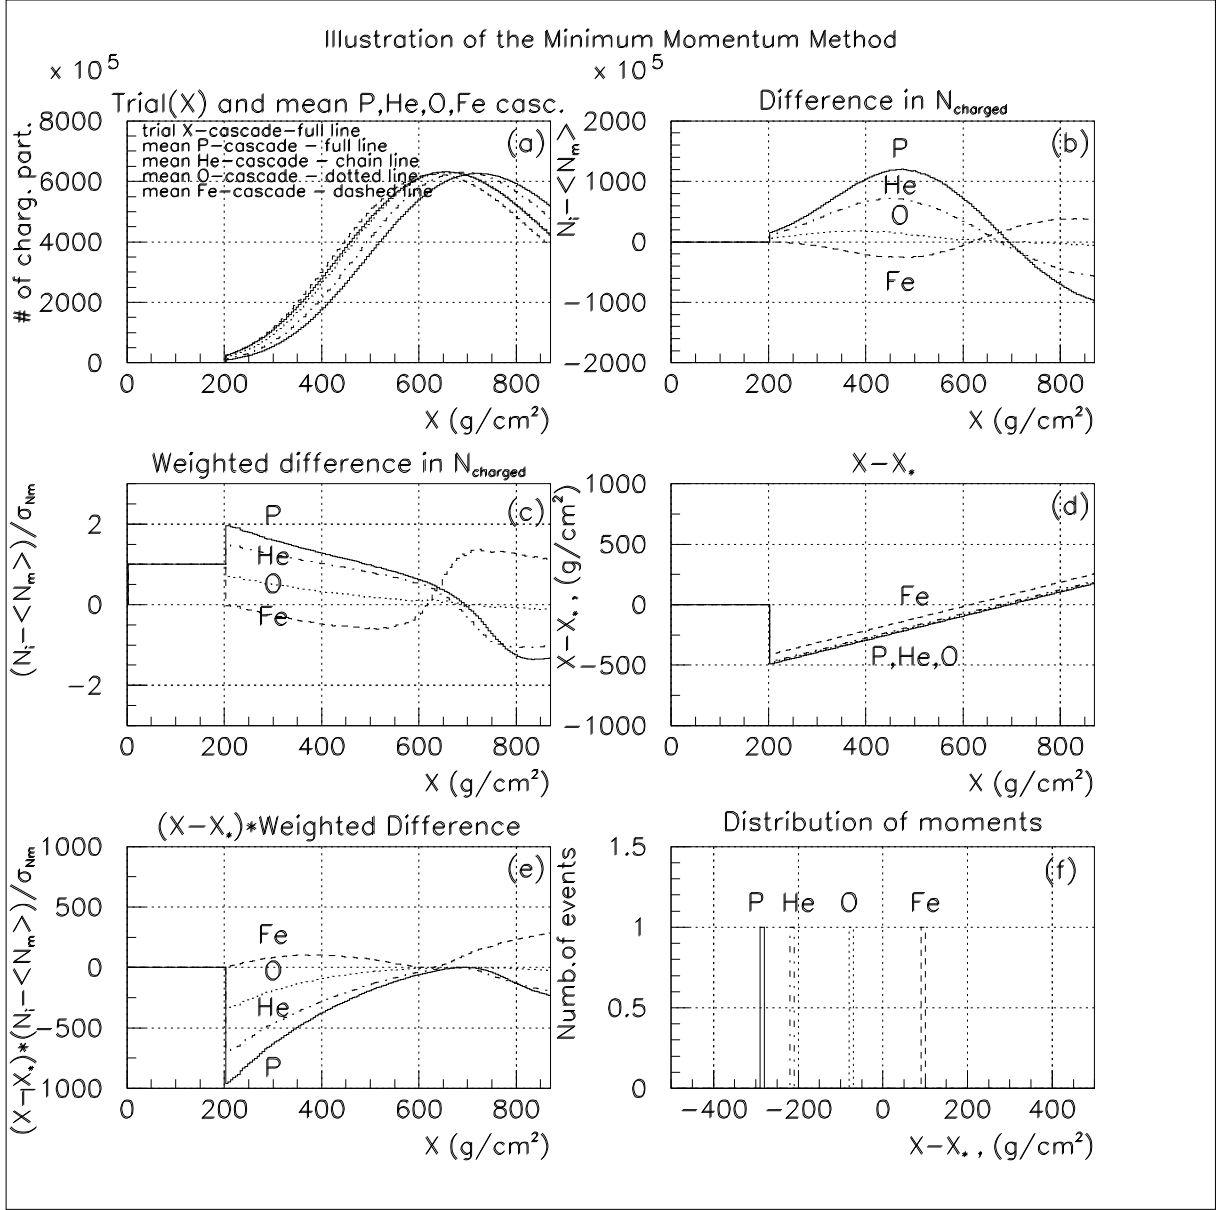 Illustration of the Minimum Momentum Method
x 10⁵
Trial(X) and mean P,He,O,Fe casc.
# of charg. part.
trial X-cascade-full line
mean P-cascade - full line
mean He-cascade - chain line
mean O-cascade - dotted line
mean Fe-cascade - dashed line
(a)
8000
6000
4000
2000
0
0 200 400 600 800
X (g/cm²)
x 10⁵
Difference in N_charged
N_i-<N_m>
(b)
2000
1000
0
-1000
-2000
P
He
O
Fe
0 200 400 600 800
X (g/cm²)
Weighted difference in N_charged
(N_i-<N_m>)/σ_Nm
(c)
2
0
-2
P
He
O
Fe
0 200 400 600 800
X (g/cm²)
X-X_*
X-X_*, (g/cm²)
(d)
1000
500
0
-500
-1000
Fe
P,He,O
0 200 400 600 800
X (g/cm²)
(X-X_*)*Weighted Difference
(X-X_*)*(N_i-<N_m>)/σ_Nm
(e)
1000
500
0
-500
-1000
Fe
O
He
P
0 200 400 600 800
X (g/cm²)
Distribution of moments
Numb.of events
(f)
1.5
1
0.5
0
P He O Fe
-400 -200 0 200 400
X-X_*, (g/cm²)